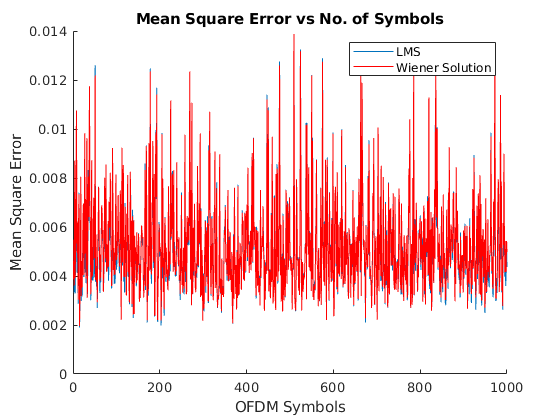 Mean Square Error vs No. of Symbols
0.014
0.012
0.01
0.008
0.006
0.004
0.002
0
Mean Square Error
LMS
Wiener Solution
0 200 400 600 800 1000
OFDM Symbols